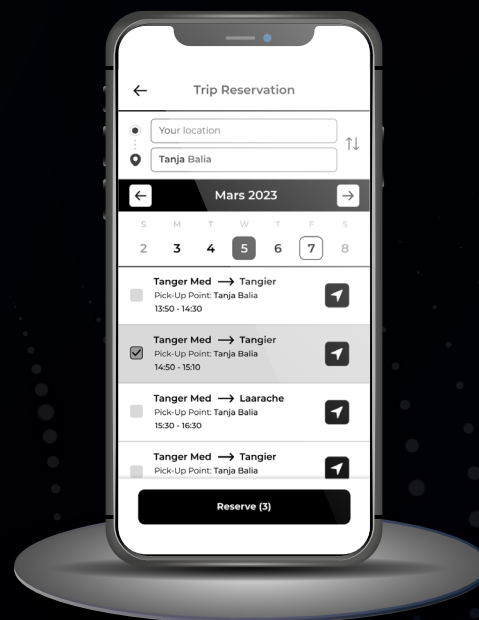 Trip Reservation
Your location
Tanja Balia
Mars 2023
S M T W T F S
2 3 4 5 6 7 8
Tanger Med → Tangier
Pick-Up Point: Tanja Balia
13:50 - 14:30
Tanger Med → Tangier
Pick-Up Point: Tanja Balia
14:50 - 15:10
Tanger Med → Laarache
Pick-Up Point: Tanja Balia
15:30 - 16:30
Tanger Med → Tangier
Pick-Up Point: Tanja Balia
Reserve (3)